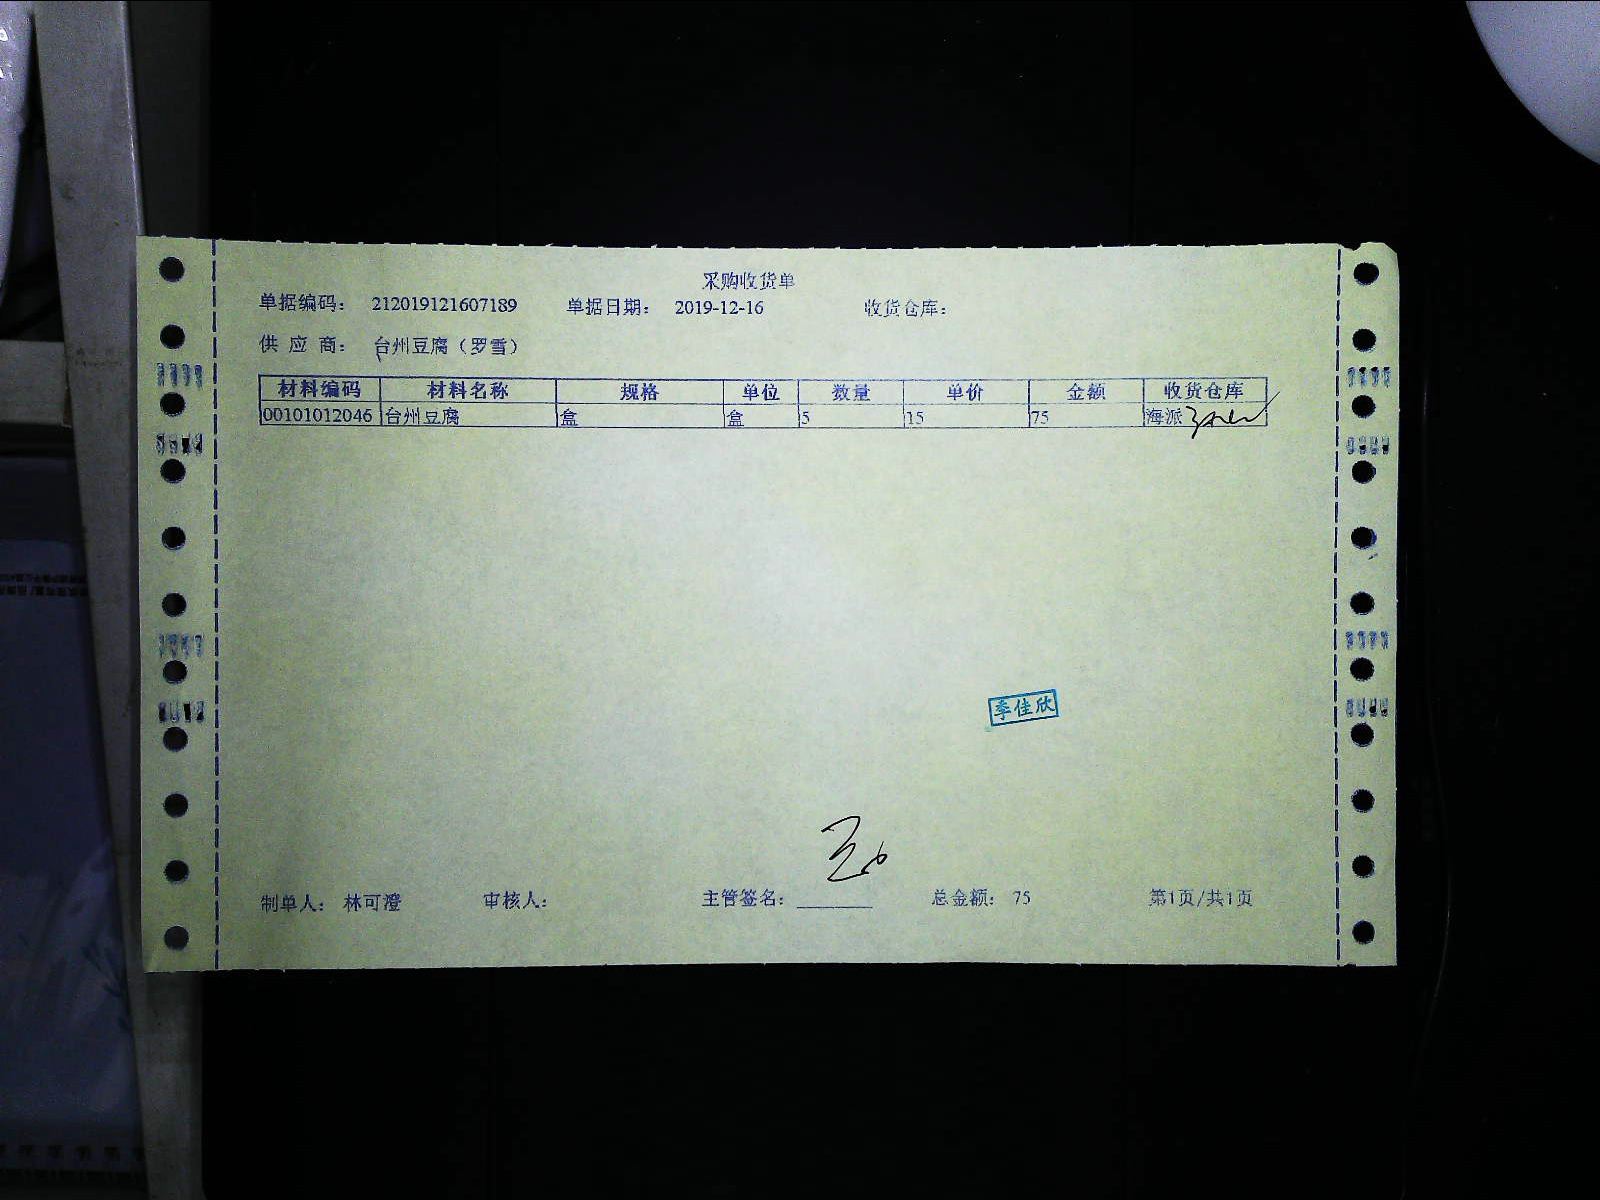 采购收货单
单据编码： 212019121607189 单据日期： 2019-12-16 收货仓库：
供 应 商： 台州豆腐（罗雪）
材料编码 材料名称 规格 单位 数量 单价 金额 收货仓库
00101012046 台州豆腐 盒 盒 5 15 75 海派
季佳欣
制单人： 林可澄 审核人： 主管签名： 总金额： 75 第1页/共1页